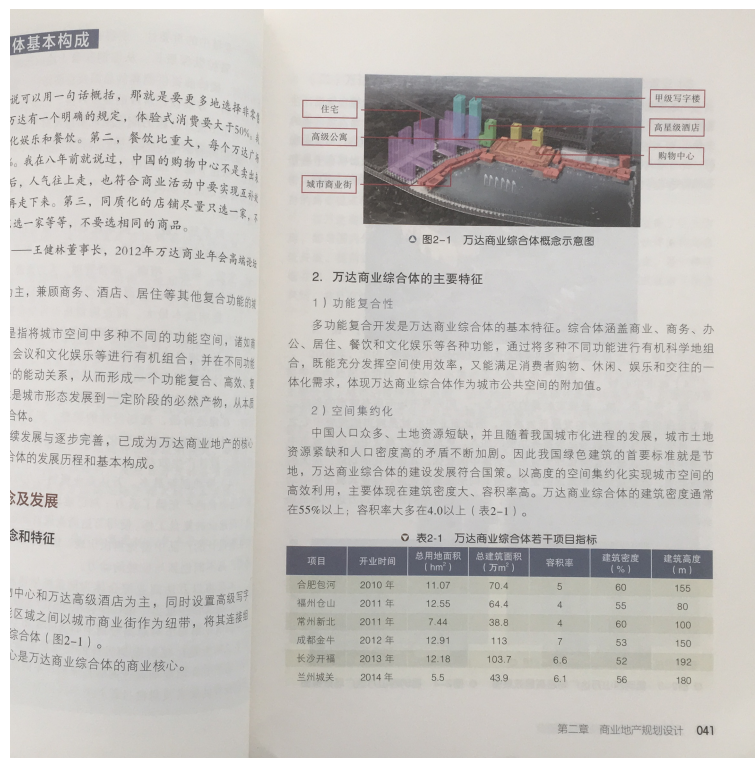 体基本构成
说可以用一句话概括，那就是要更多地选择非零售
万达有一个明确的规定，体验式消费要大于50%，
化娱乐和餐饮。第二，餐饮比重大，每个万达广场
。我在八年前就说过，中国的购物中心不是卖出来
后，人气往上走，也符合商业活动中要实现互补
再走下来。第三，同质化的店铺尽量只选一家，不
选一家等等，不要选相同的商品。
——王健林董事长，2012年万达商业年会高端论坛
为主，兼顾商务、酒店、居住等其他复合功能的城
是指将城市空间中多种不同的功能空间，诸如商
会议和文化娱乐等进行有机组合，并在不同功能
的能动关系，从而形成一个功能复合、高效、复
是城市形态发展到一定阶段的必然产物，从本质
合体。
续发展与逐步完善，已成为万达商业地产的核心
合体的发展历程和基本构成。
念及发展
念和特征
物中心和万达高级酒店为主，同时设置高级写字
区域之间以城市商业街作为纽带，将其连接组
综合体（图2-1）。
心是万达商业综合体的商业核心。
住宅
高级公寓
城市商业街
甲级写字楼
高星级酒店
购物中心
图2-1 万达商业综合体概念示意图
2. 万达商业综合体的主要特征
1）功能复合性
多功能复合开发是万达商业综合体的基本特征。综合体涵盖商业、商务、办
公、居住、餐饮和文化娱乐等各种功能，通过将多种不同功能进行有机科学地组
合，既能充分发挥空间使用效率，又能满足消费者购物、休闲、娱乐和交往的一
体化需求，体现万达商业综合体作为城市公共空间的附加值。
2）空间集约化
中国人口众多、土地资源短缺，并且随着我国城市化进程的发展，城市土地
资源紧缺和人口密度高的矛盾不断加剧。因此我国绿色建筑的首要标准就是节
地，万达商业综合体的建设发展符合国策。以高度的空间集约化实现城市空间的
高效利用，主要体现在建筑密度大、容积率高。万达商业综合体的建筑密度通常
在55%以上；容积率大多在4.0以上（表2-1）。
表2-1 万达商业综合体若干项目指标
项目 开业时间 总用地面积（hm²） 总建筑面积（万m²） 容积率 建筑密度（%） 建筑高度（m）
合肥包河 2010 年 11.07 70.4 5 60 155
福州仓山 2011 年 12.55 64.4 4 55 80
常州新北 2011 年 7.44 38.8 4 60 100
成都金牛 2012 年 12.91 113 7 53 150
长沙开福 2013 年 12.18 103.7 6.6 52 192
兰州城关 2014 年 5.5 43.9 6.1 56 180
第二章 商业地产规划设计 041